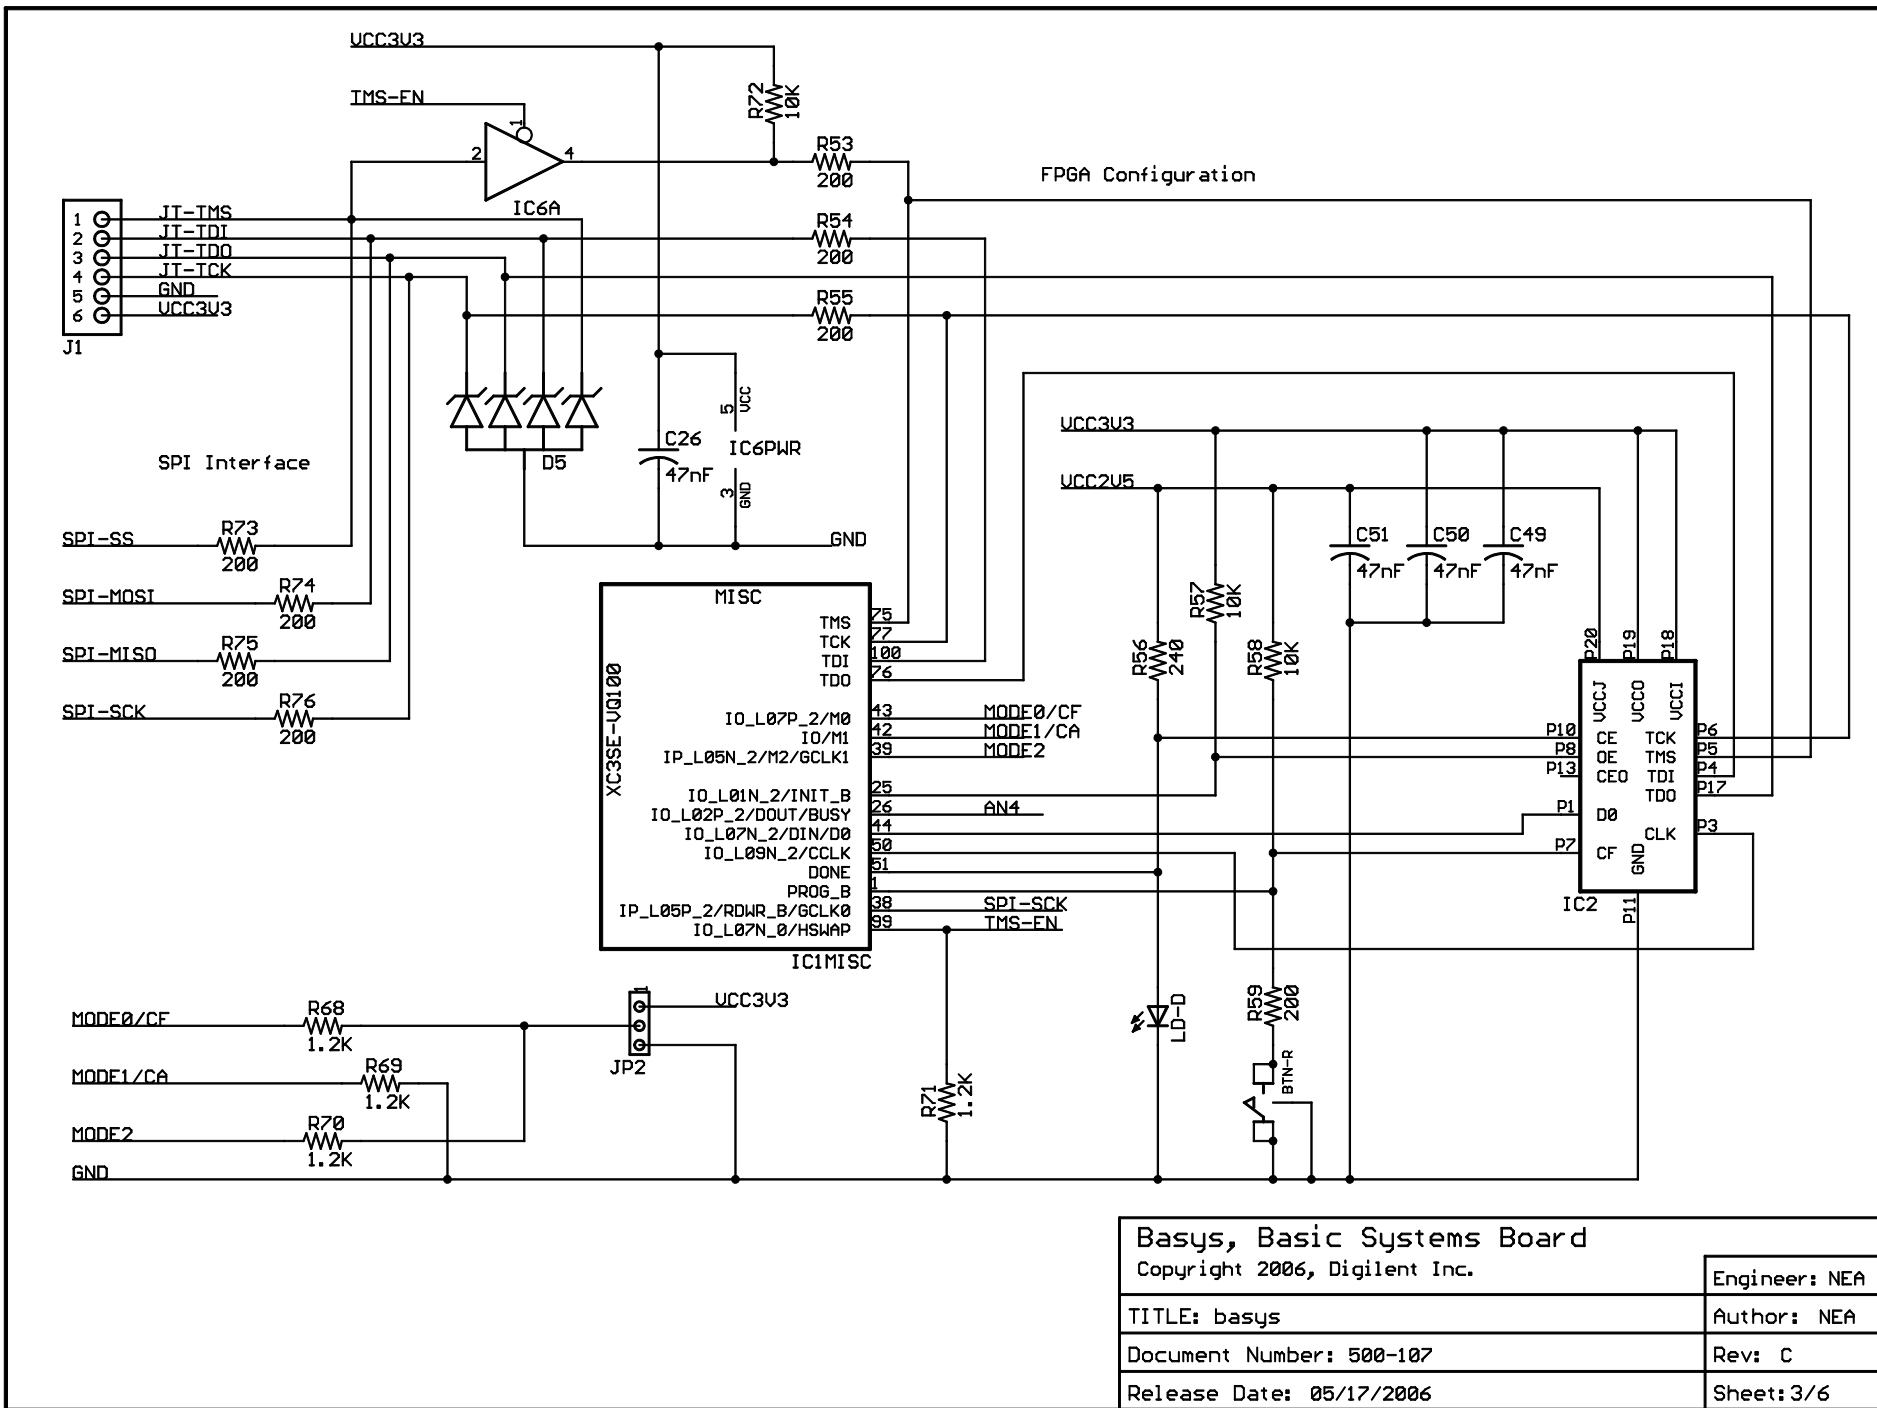 VCC3V3
TMS-EN
1
2
4
IC6A
R72
10K
R53
200
FPGA Configuration
1
2
3
4
5
6
JT-TMS
JT-TDI
JT-TDO
JT-TCK
GND
VCC3V3
J1
R54
200
R55
200
D5
C26
47nF
5
VCC
IC6PWR
3
GND
GND
SPI Interface
SPI-SS
R73
200
SPI-MOSI
R74
200
SPI-MISO
R75
200
SPI-SCK
R76
200
VCC3V3
VCC2V5
C51
47nF
C50
47nF
C49
47nF
R57
10K
R56
240
R58
10K
MISC
XC3SE-VQ100
TMS
75
TCK
77
TDI
100
TDO
76
IO_L07P_2/M0
43
MODE0/CF
IO/M1
42
MODE1/CA
IP_L05N_2/M2/GCLK1
39
MODE2
IO_L01N_2/INIT_B
25
IO_L02P_2/DOUT/BUSY
26
AN4
IO_L07N_2/DIN/D0
44
IO_L09N_2/CCLK
50
DONE
51
PROG_B
1
IP_L05P_2/RDWR_B/GCLK0
38
SPI-SCK
IO_L07N_0/HSWAP
99
TMS-EN
IC1MISC
P20
P19
P18
VCCJ
VCCO
VCCI
P10
CE
TCK
P6
P8
OE
TMS
P5
P13
CEO
TDI
P4
TDO
P17
P1
D0
CLK
P3
P7
CF
GND
IC2
P11
MODE0/CF
R68
1.2K
MODE1/CA
R69
1.2K
MODE2
R70
1.2K
GND
1
VCC3V3
JP2
R71
1.2K
LD-D
R59
200
BTN-R
Basys, Basic Systems Board
Copyright 2006, Digilent Inc.
Engineer: NEA
TITLE: basys
Author: NEA
Document Number: 500-107
Rev: C
Release Date: 05/17/2006
Sheet:3/6